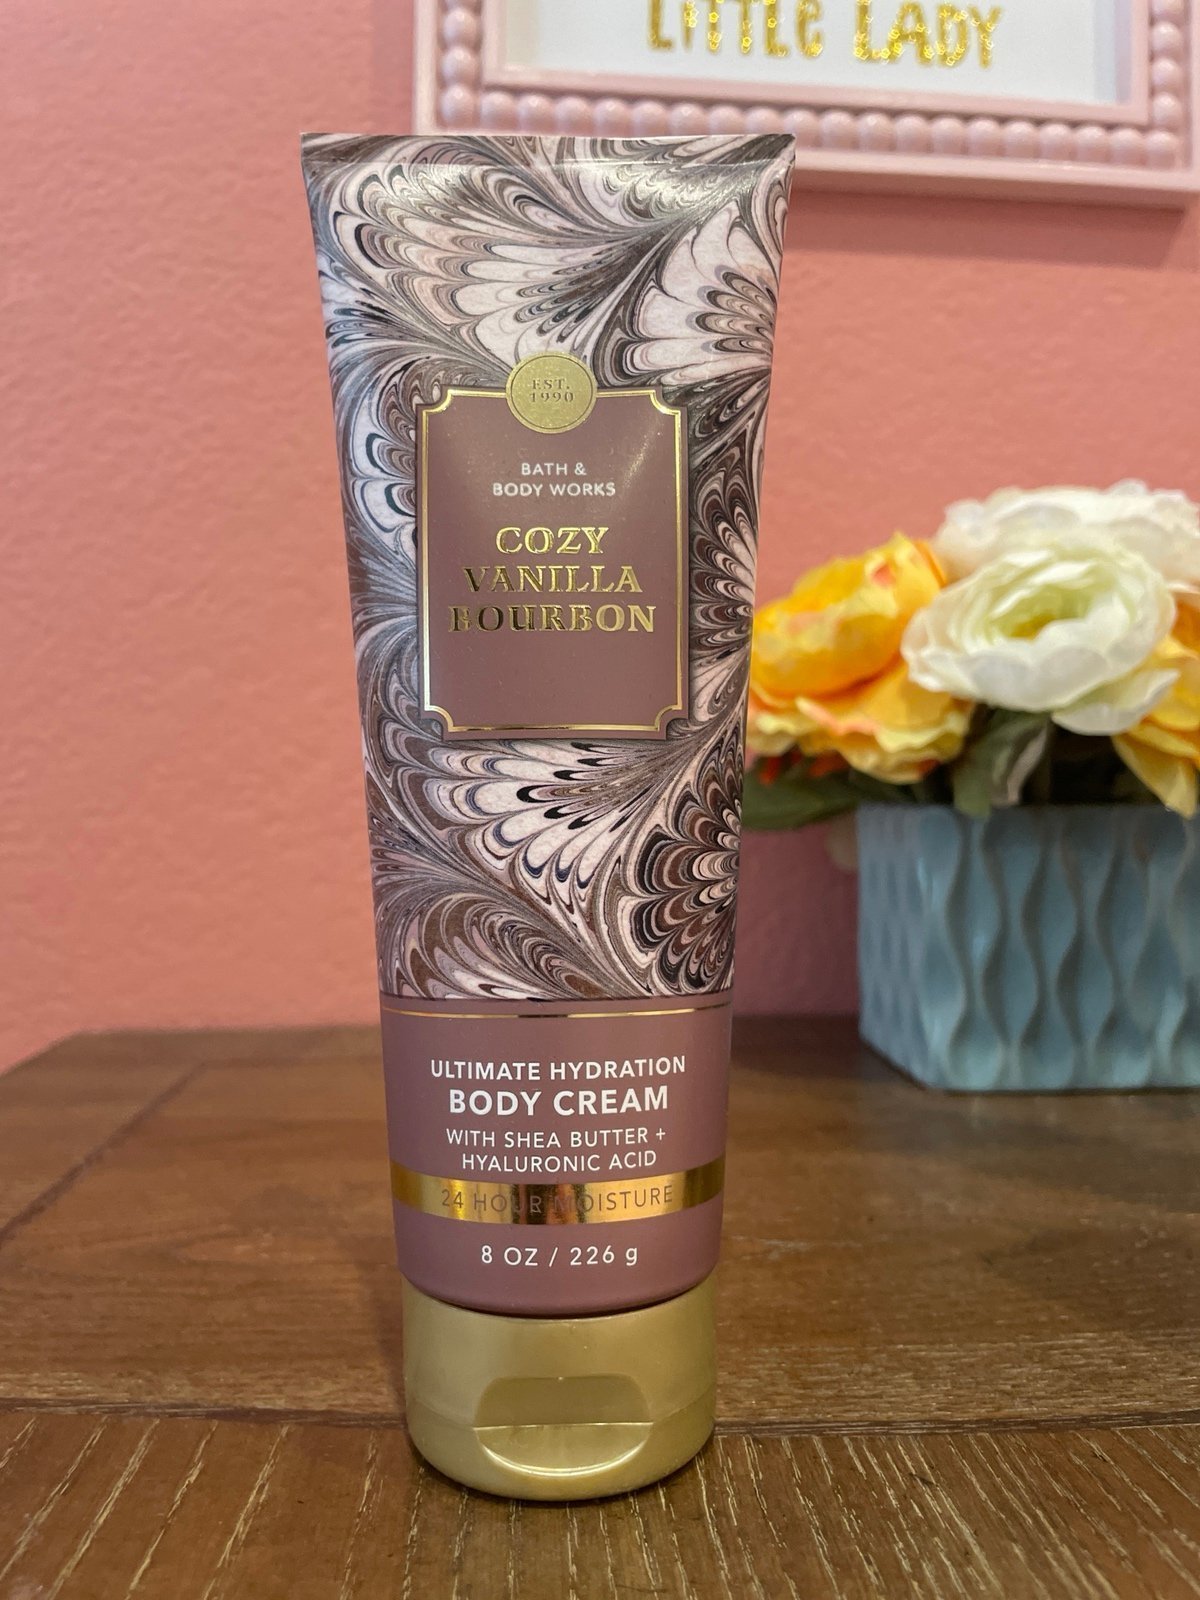 LITTLE LADY
EST.
1990
BATH &
BODY WORKS
COZY
VANILLA
BOURBON
ULTIMATE HYDRATION
BODY CREAM
WITH SHEA BUTTER +
HYALURONIC ACID
24 HOUR MOISTURE
8 OZ / 226 g